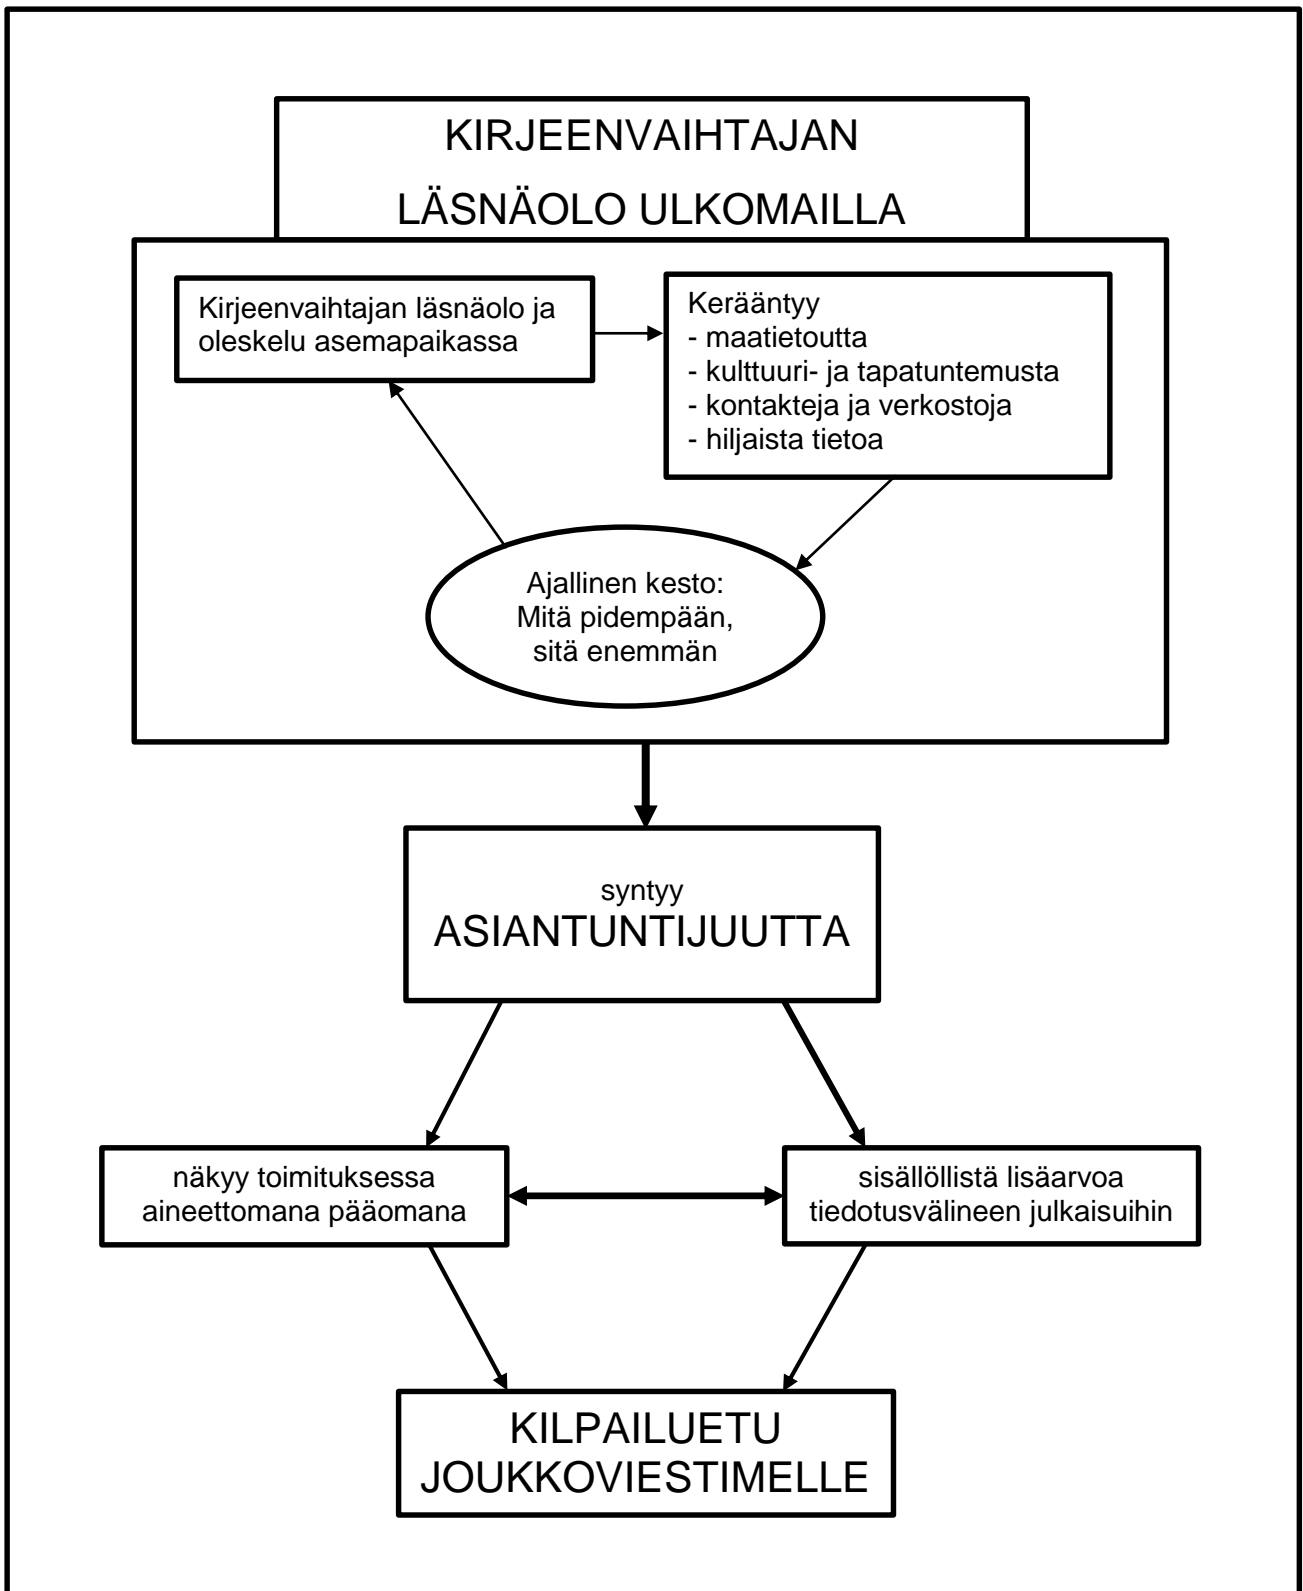 KIRJEENVAIHTAJAN
LÄSNÄOLO ULKOMAILLA
Kirjeenvaihtajan läsnäolo ja
oleskelu asemapaikassa
Kerääntyy
- maatietoutta
- kulttuuri- ja tapatuntemusta
- kontakteja ja verkostoja
- hiljaista tietoa
Ajallinen kesto:
Mitä pidempään,
sitä enemmän
syntyy
ASIANTUNTIJUUTTA
näkyy toimituksessa
aineettomana pääomana
sisällöllistä lisäarvoa
tiedotusvälineen julkaisuihin
KILPAILUETU
JOUKKOVIESTIMELLE